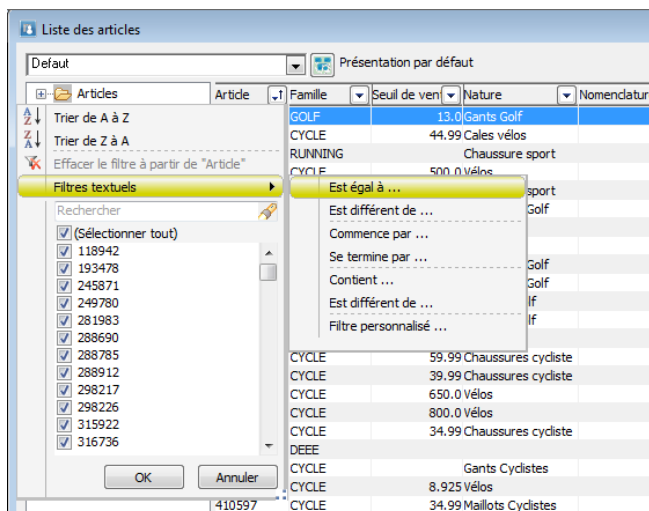 Liste des articles
Defaut Présentation par défaut
Articles Article Famille Seuil de vent Nature Nomenclatur
Trier de A à Z GOLF 13.0 Gants Golf
Trier de Z à A CYCLE 44.99 Cales vélos
Effacer le filtre à partir de "Article" RUNNING Chaussure sport
CYCLE 500.0 Vélos
Filtres textuels Est égal à ... sport
Rechercher Est différent de ... Golf
(Sélectionner tout) Commence par ...
118942 Se termine par ... Golf
193478
245871 Contient ... Golf
249780 Est différent de ... lf
281983 Filtre personnalisé ... lf
288690
288785 CYCLE 59.99 Chaussures cycliste
288912 CYCLE 39.99 Chaussures cycliste
298217 CYCLE 650.0 Vélos
298226 CYCLE 800.0 Vélos
315922 CYCLE 34.99 Chaussures cycliste
316736 DEEE
OK Annuler CYCLE Gants Cyclistes
CYCLE 8.925 Vélos
410597 CYCLE 34.99 Maillots Cyclistes